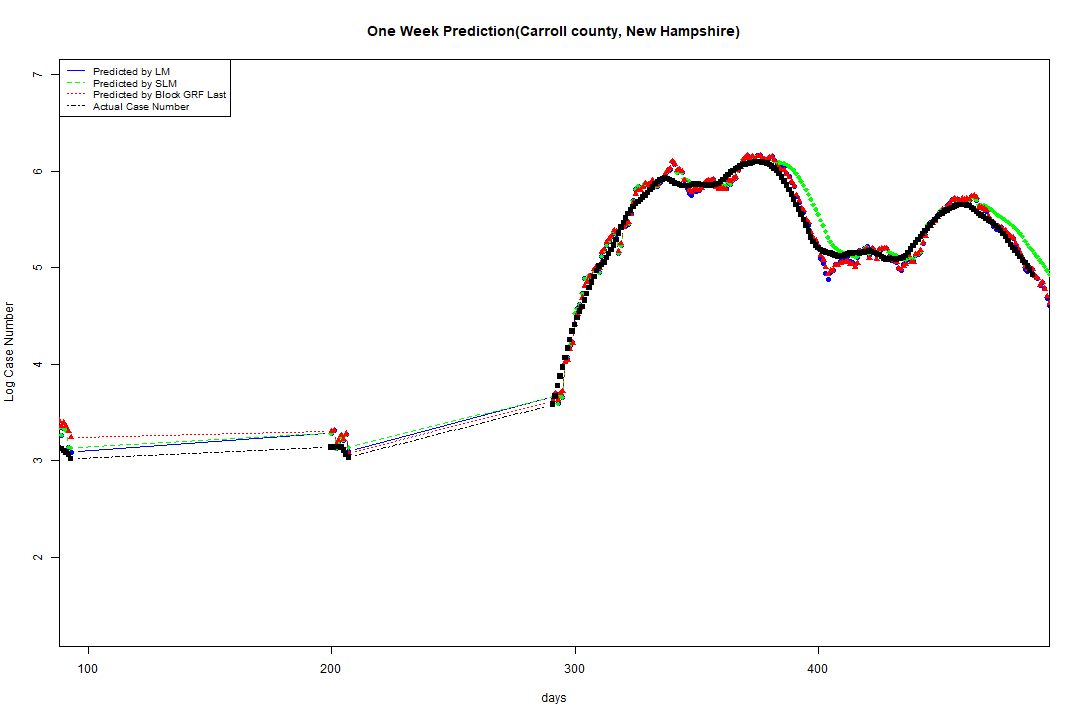 One Week Prediction(Carroll county, New Hampshire)
Predicted by LM
Predicted by SLM
Predicted by Block GRF Last
Actual Case Number
7
6
5
4
3
2
Log Case Number
100 200 300 400
days